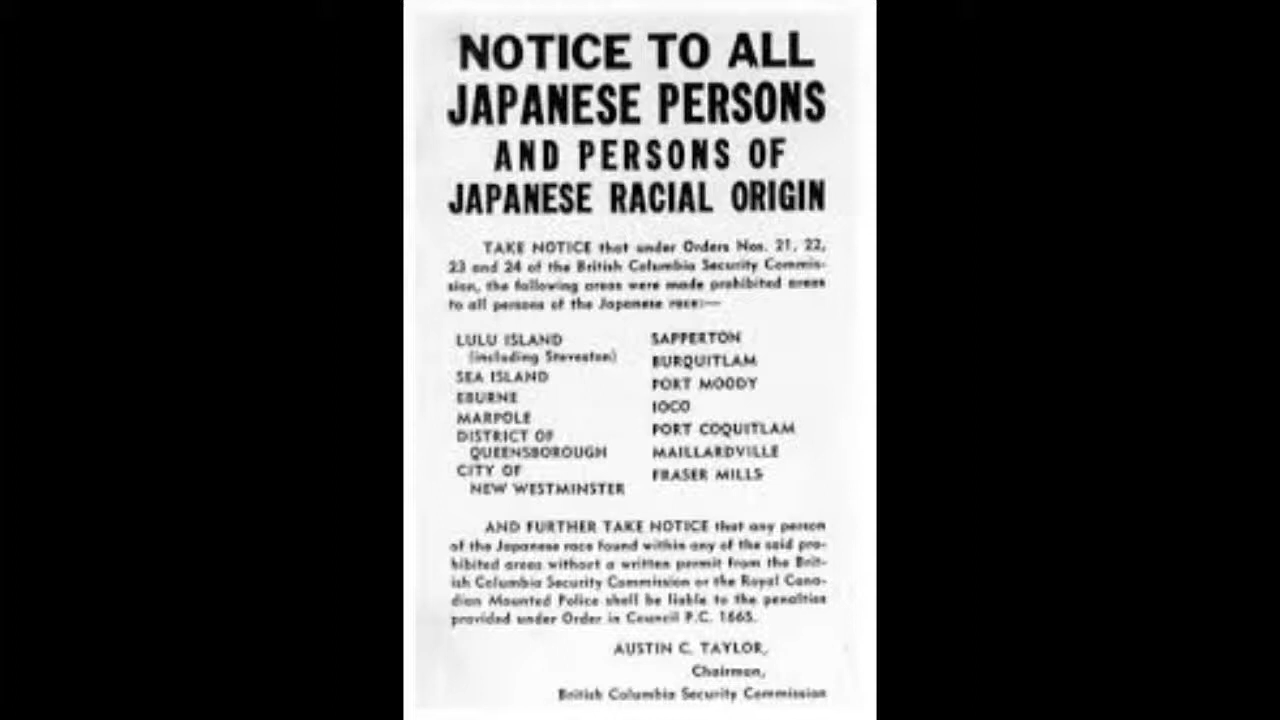 NOTICE TO ALL
JAPANESE PERSONS
AND PERSONS OF
JAPANESE RACIAL ORIGIN
TAKE NOTICE that under Orders Nos. 21, 22,
23 and 24 of the British Columbia Security Commis-
sion, the following areas were made prohibited areas
to all persons of the Japanese race:—
LULU ISLAND
(including Steveston)
SEA ISLAND
EBURNE
MARPOLE
DISTRICT OF
QUEENSBOROUGH
CITY OF
NEW WESTMINSTER
SAPPERTON
BURQUITLAM
PORT MOODY
IOCO
PORT COQUITLAM
MAILLARDVILLE
FRASER MILLS
AND FURTHER TAKE NOTICE that any person
of the Japanese race found within any of the said pro-
hibited areas without a written permit from the Brit-
ish Columbia Security Commission or the Royal Cana-
dian Mounted Police shall be liable to the penalties
provided under Order in Council P.C. 1665.
AUSTIN C. TAYLOR,
Chairman,
British Columbia Security Commission